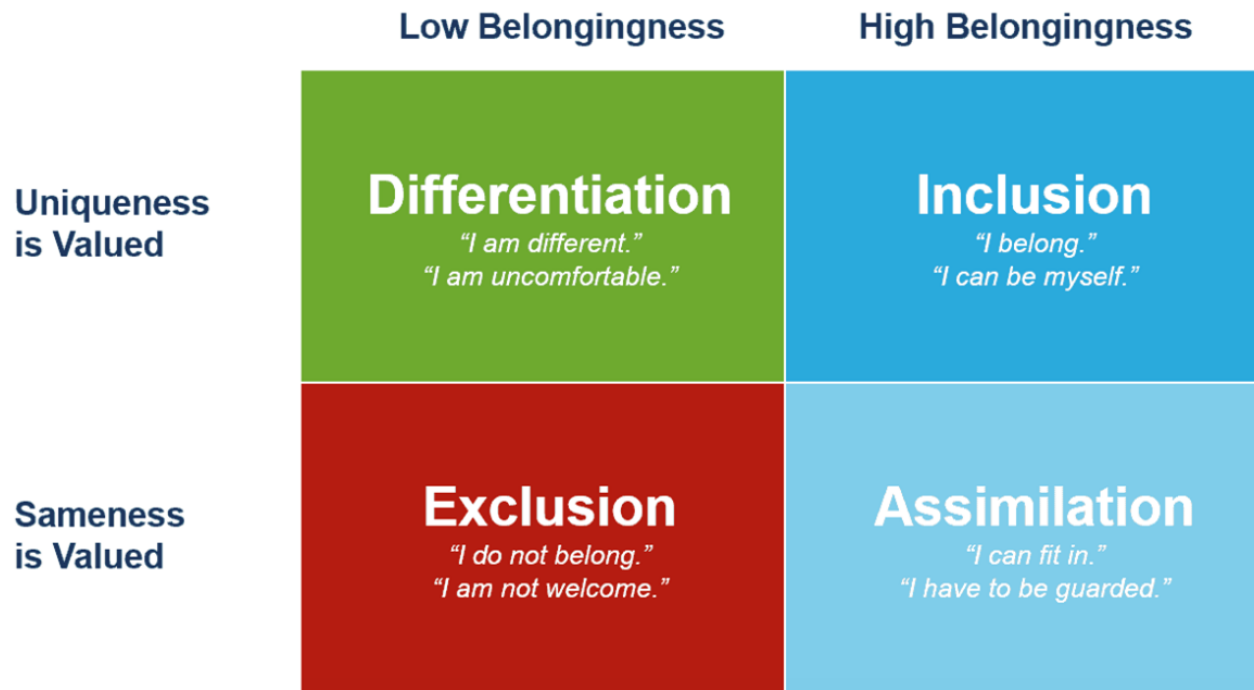 Low Belongingness
High Belongingness
Uniqueness
is Valued
Differentiation
“I am different.”
“I am uncomfortable.”
Inclusion
“I belong.”
“I can be myself.”
Sameness
is Valued
Exclusion
“I do not belong.”
“I am not welcome.”
Assimilation
“I can fit in.”
“I have to be guarded.”